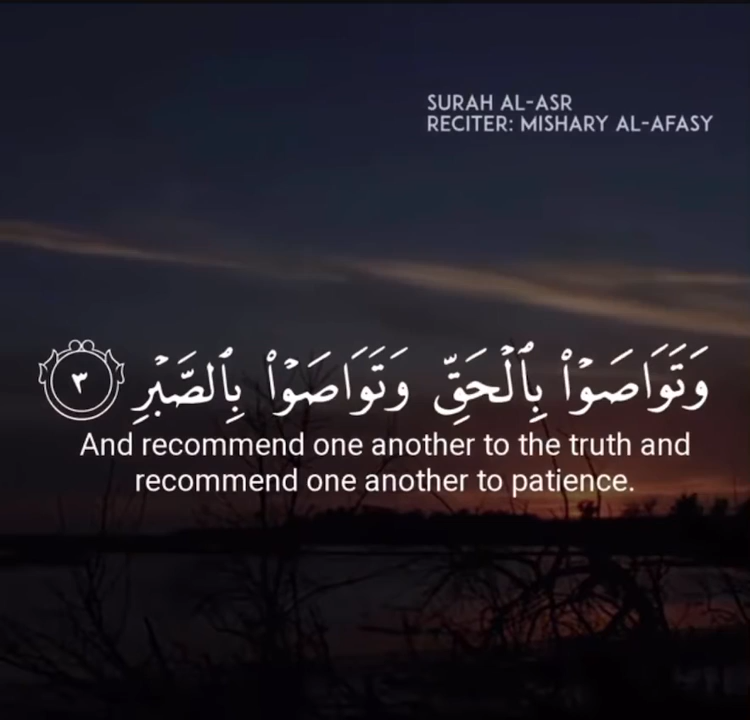 SURAH AL-ASR
RECITER: MISHARY AL-AFASY
وَتَوَاصَوْا۟ بِٱلْحَقِّ وَتَوَاصَوْا۟ بِٱلصَّبْرِ ٣
And recommend one another to the truth and
recommend one another to patience.